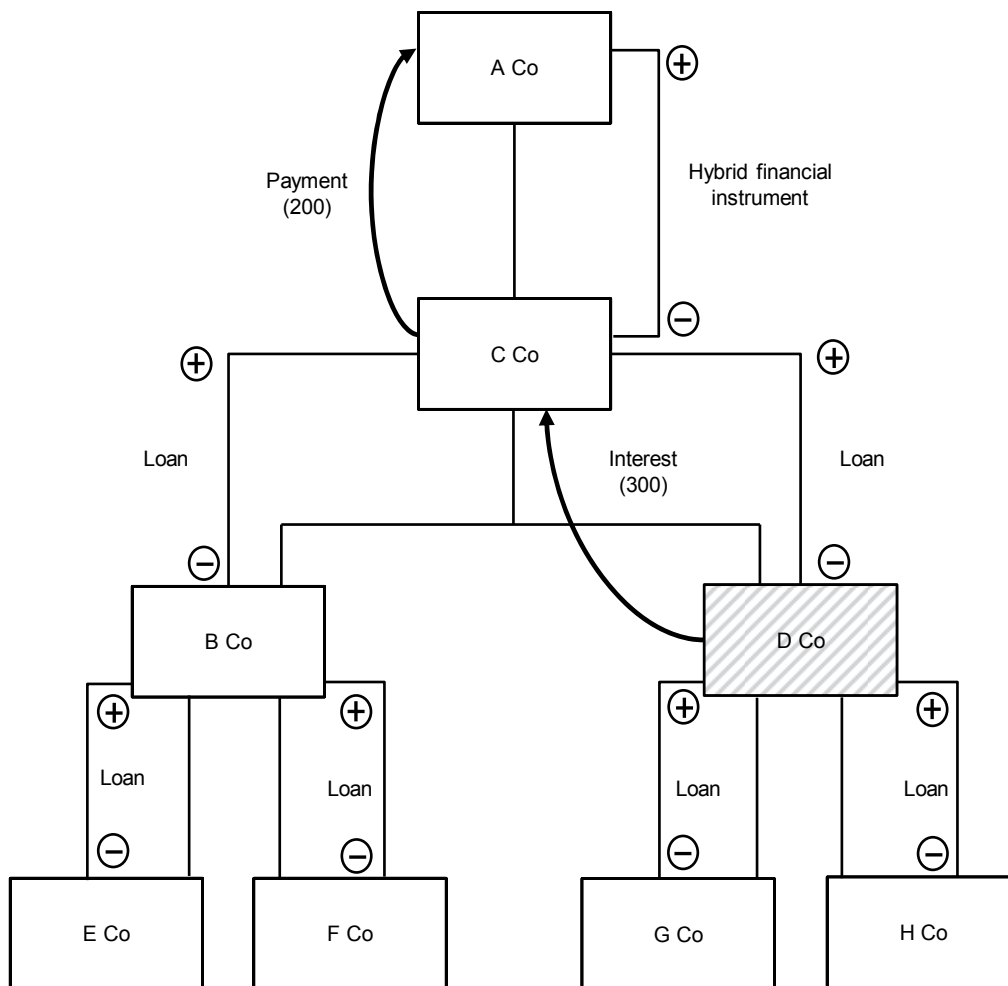 A Co
+
Payment
(200)
Hybrid financial
instrument
−
C Co
+
+
Loan
Interest
(300)
Loan
−
−
B Co
D Co
+
+
+
+
Loan
Loan
Loan
Loan
−
−
−
−
E Co
F Co
G Co
H Co